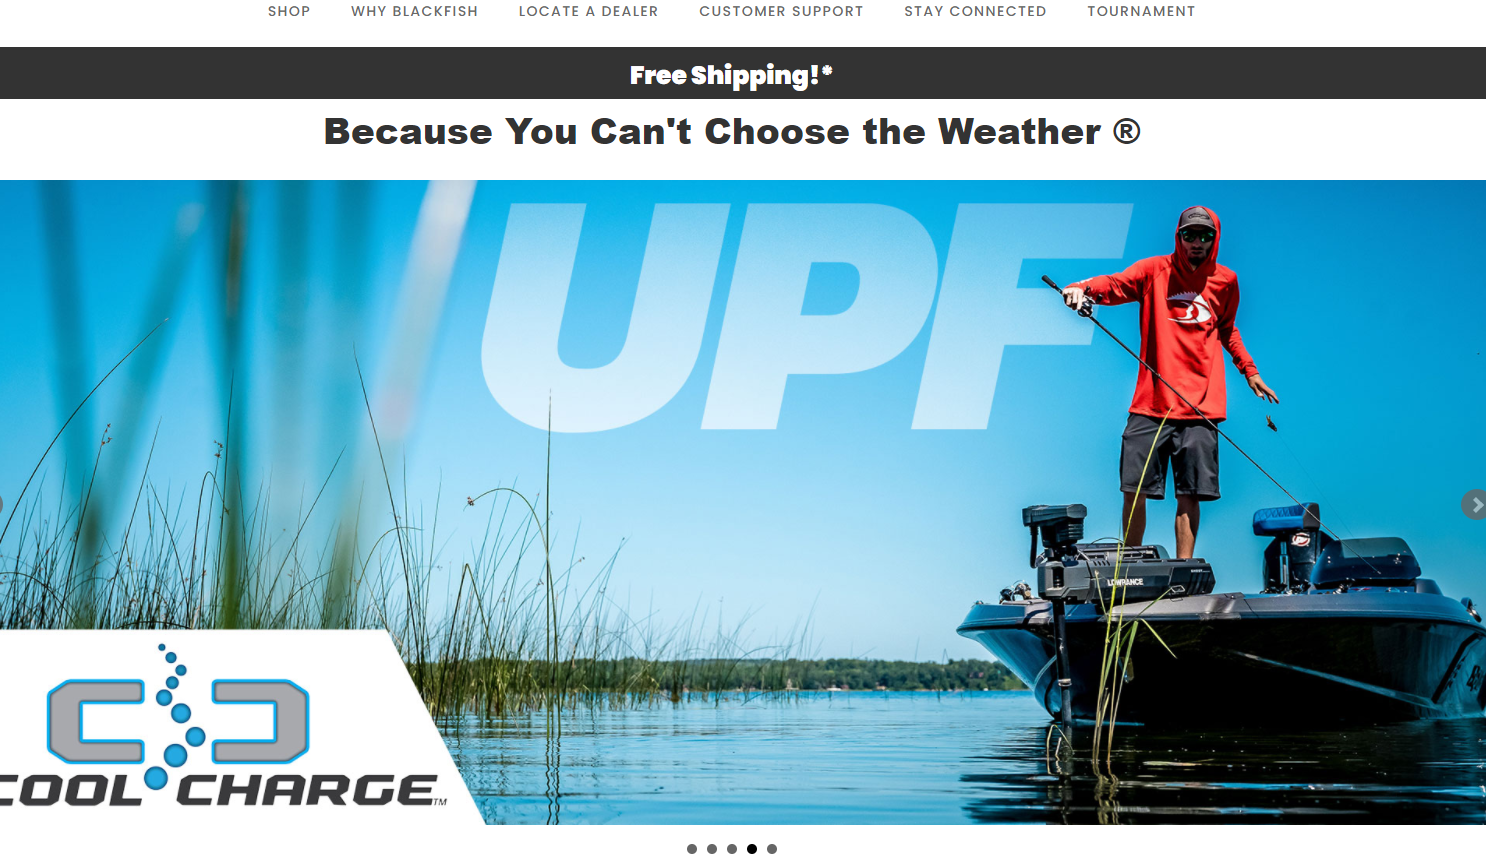 SHOP WHY BLACKFISH LOCATE A DEALER CUSTOMER SUPPORT STAY CONNECTED TOURNAMENT
Free Shipping!*
Because You Can't Choose the Weather ®
UPF
LOWRANCE
COOL CHARGE™